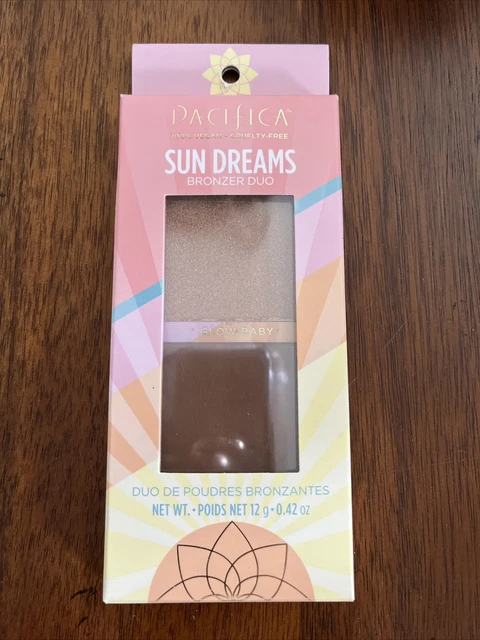 PACIFICA
100% VEGAN • CRUELTY-FREE
SUN DREAMS
BRONZER DUO
GLOW BABY
DUO DE POUDRES BRONZANTES
NET WT. • POIDS NET 12 g • 0.42 oz